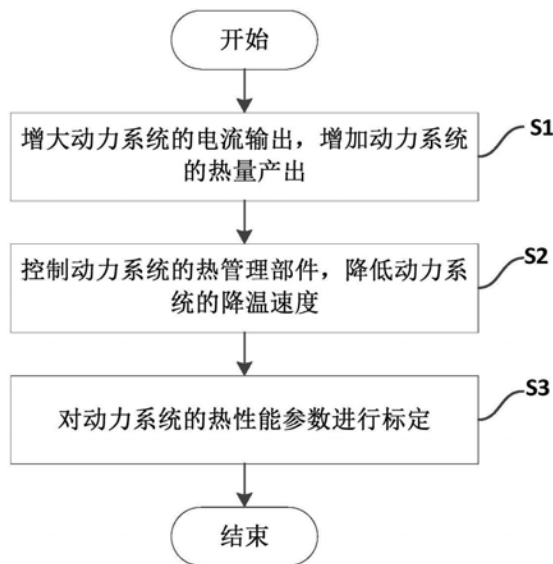 开始
增大动力系统的电流输出，增加动力系统
的热量产出
S1
控制动力系统的热管理部件，降低动力系
统的降温速度
S2
对动力系统的热性能参数进行标定
S3
结束